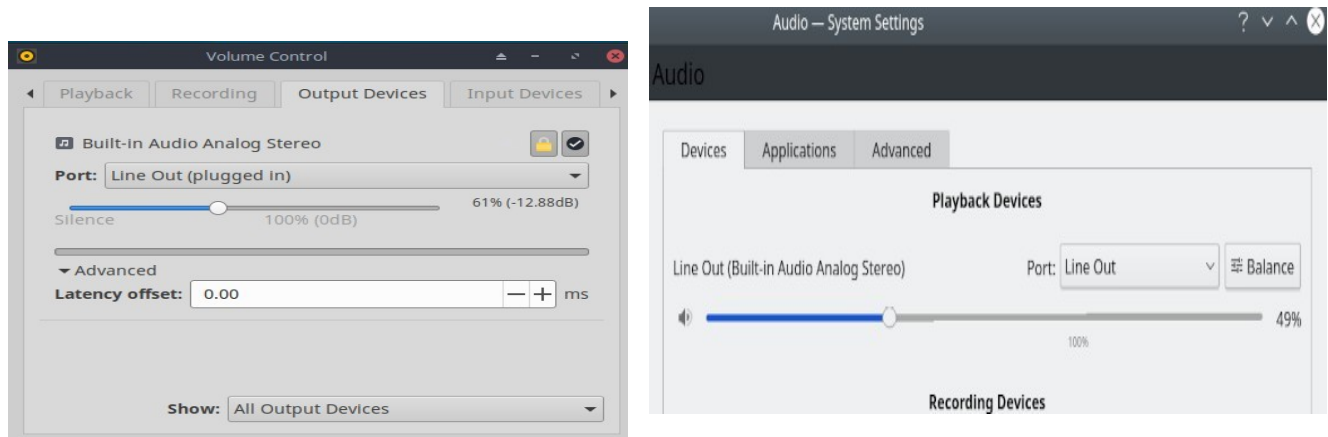 Volume Control
Playback Recording Output Devices Input Devices
Built-in Audio Analog Stereo
Port: Line Out (plugged in)
61% (-12.88dB)
Silence 100% (0dB)
Advanced
Latency offset: 0.00 ms
Show: All Output Devices
Audio — System Settings
Audio
Devices Applications Advanced
Playback Devices
Line Out (Built-in Audio Analog Stereo) Port: Line Out Balance
49%
100%
Recording Devices